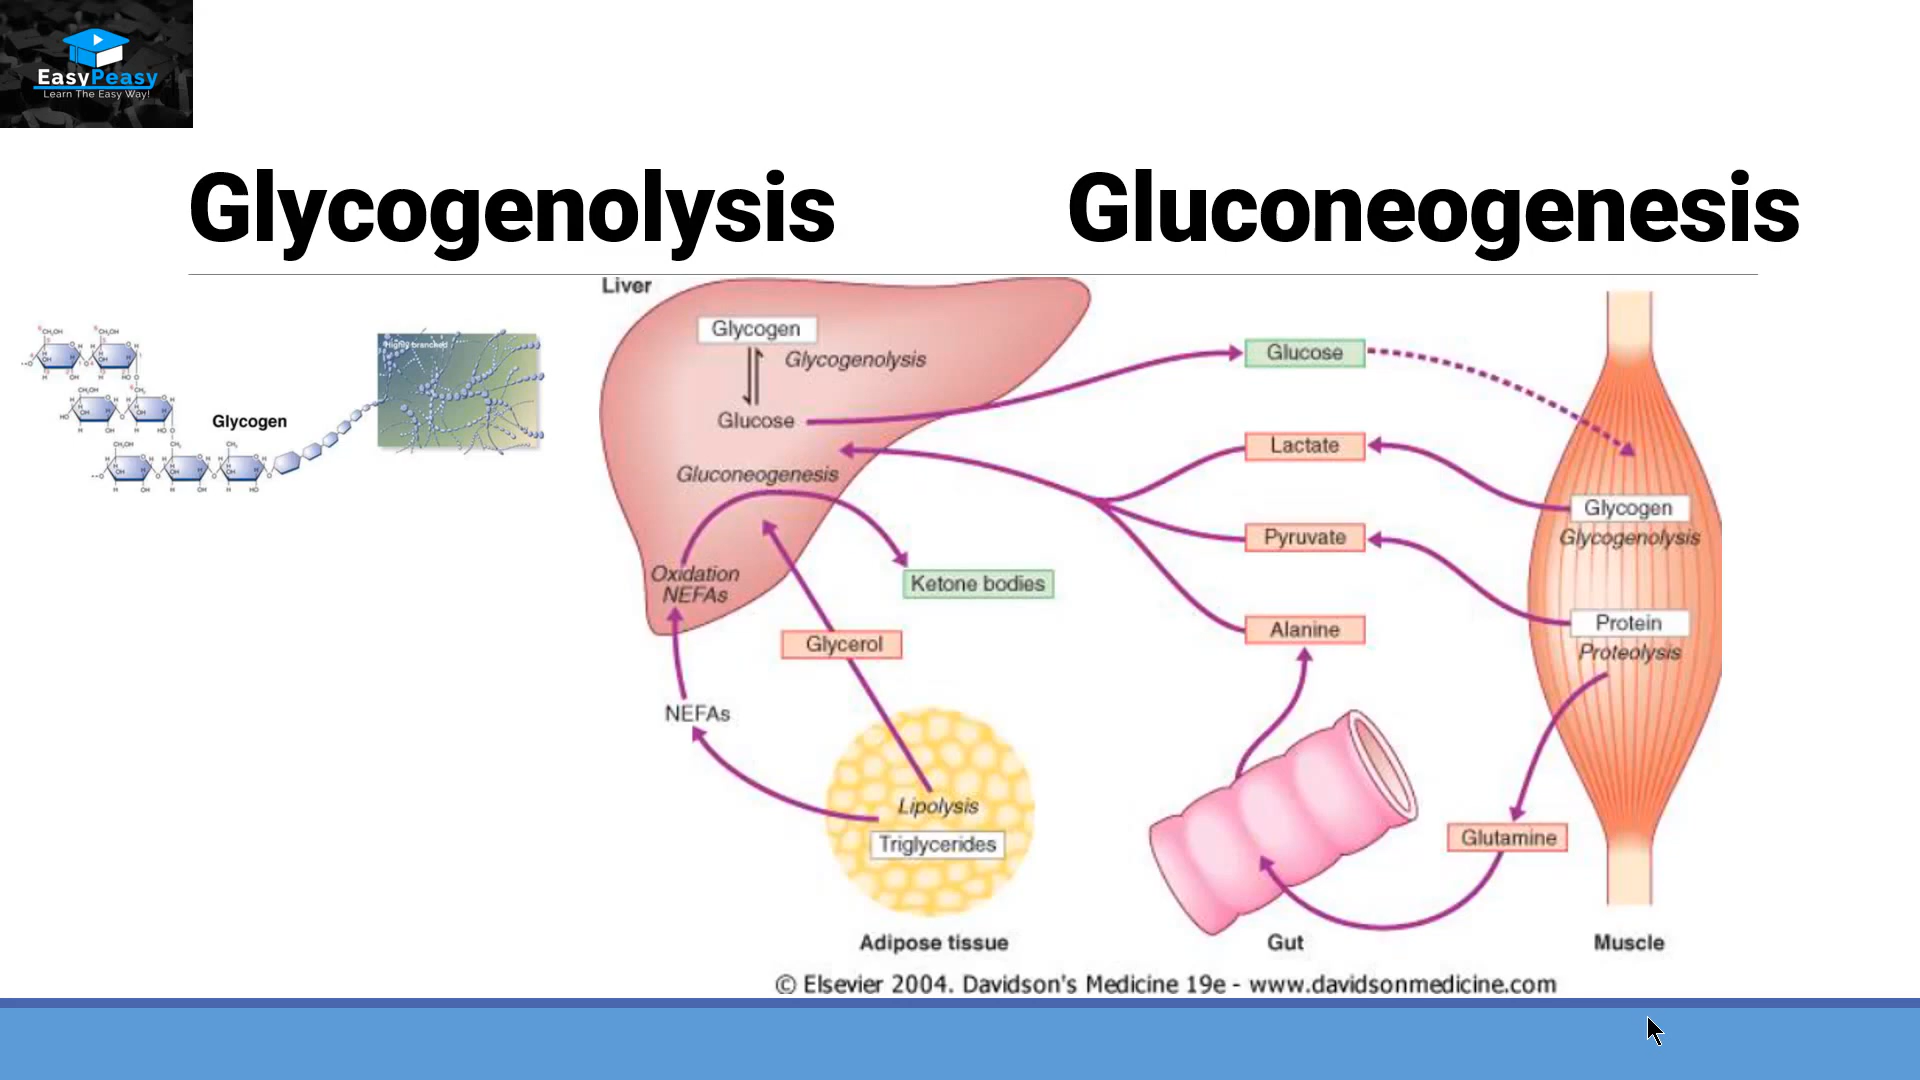 EasyPeasy
Learn The Easy Way!
Glycogenolysis
Gluconeogenesis
Glycogen
Highly branched
Liver
Glycogen
Glycogenolysis
Glucose
Gluconeogenesis
Oxidation
NEFAs
Ketone bodies
Glycerol
NEFAs
Lipolysis
Triglycerides
Adipose tissue
Glucose
Lactate
Pyruvate
Alanine
Glycogen
Glycogenolysis
Protein
Proteolysis
Glutamine
Gut
Muscle
© Elsevier 2004. Davidson's Medicine 19e - www.davidsonmedicine.com